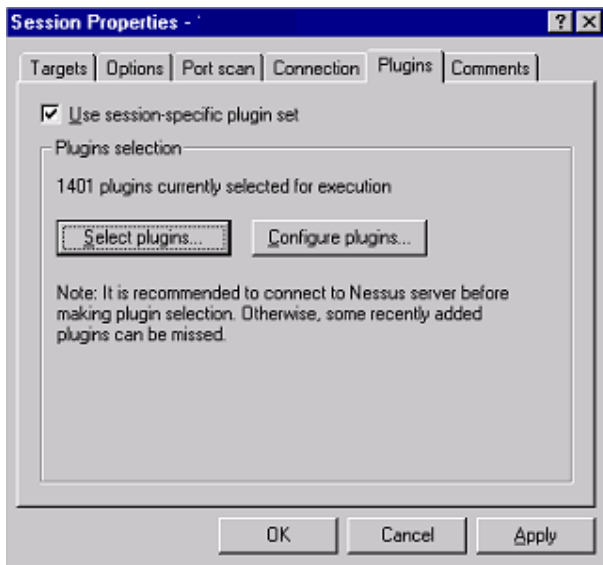 Session Properties - '
Targets Options Port scan Connection Plugins Comments
Use session-specific plugin set
Plugins selection
1401 plugins currently selected for execution
Select plugins... Configure plugins...
Note: It is recommended to connect to Nessus server before
making plugin selection. Otherwise, some recently added
plugins can be missed.
OK Cancel Apply